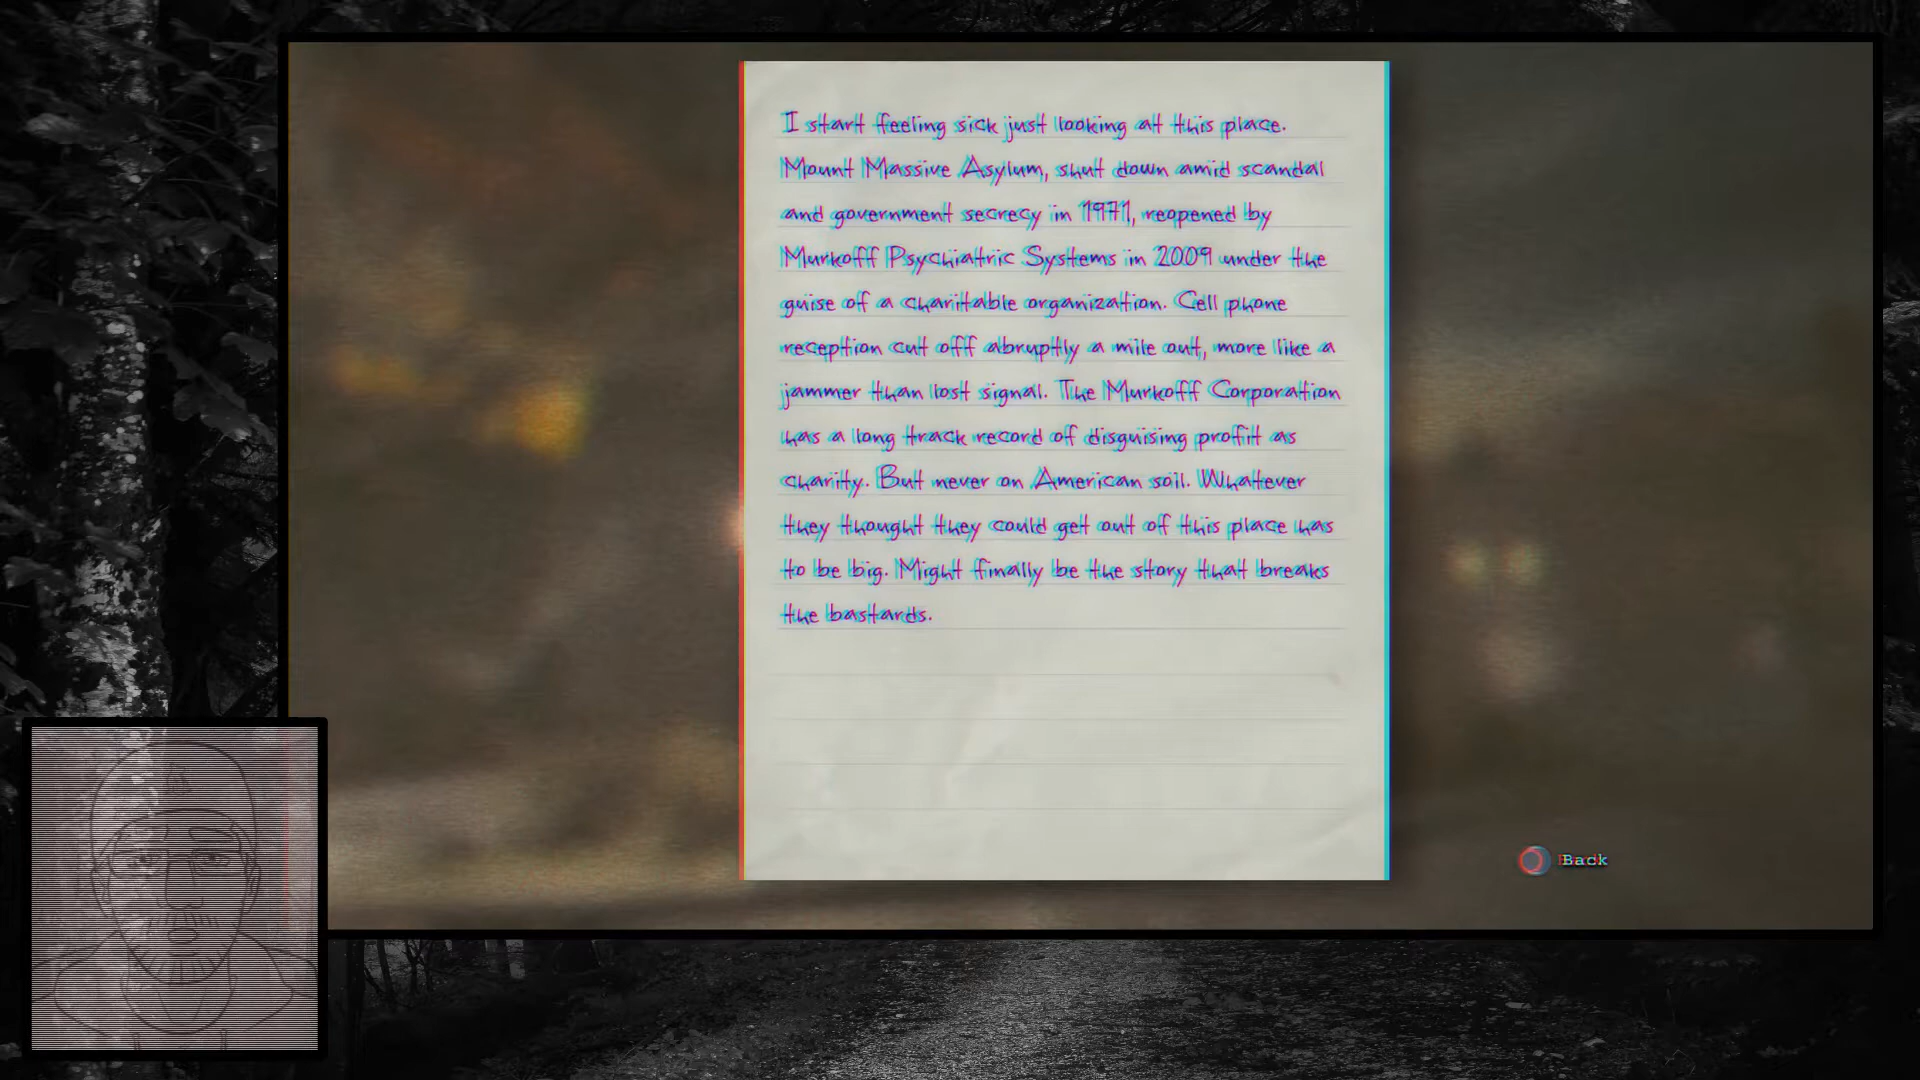 I start feeling sick just looking at this place.
Mount Massive Asylum, shut down amid scandal
and government secrecy in 1971, reopened by
Murkoff Psychiatric Systems in 2009 under the
guise of a charitable organization. Cell phone
reception cut off abruptly a mile out, more like a
jammer than lost signal. The Murkoff Corporation
has a long track record of disguising profit as
charity. But never on American soil. Whatever
they thought they could get out of this place has
to be big. Might finally be the story that breaks
the bastards.
Back